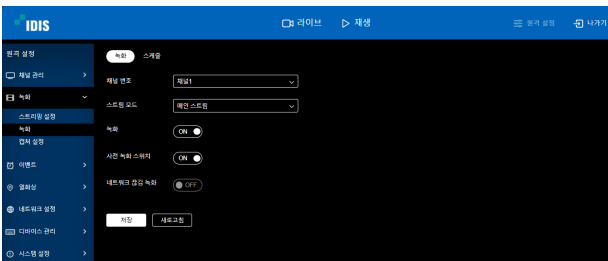 IDIS
라이브
재생
원격 설정
나가기
원격 설정
채널 관리
녹화
스트리밍 설정
녹화
캡처 설정
이벤트
열화상
네트워크 설정
디바이스 관리
시스템 설정
녹화 스케줄
채널 번호 채널1
스트림 모드 메인 스트림
녹화 ON
사전 녹화 스위치 ON
네트워크 끊김 녹화 OFF
저장 새로고침